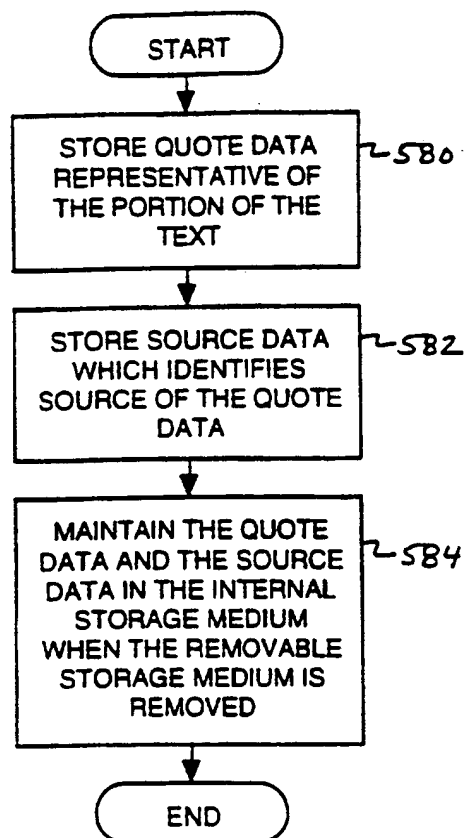 START
STORE QUOTE DATA
REPRESENTATIVE OF
THE PORTION OF THE
TEXT
580
STORE SOURCE DATA
WHICH IDENTIFIES
SOURCE OF THE QUOTE
DATA
582
MAINTAIN THE QUOTE
DATA AND THE SOURCE
DATA IN THE INTERNAL
STORAGE MEDIUM
WHEN THE REMOVABLE
STORAGE MEDIUM IS
REMOVED
584
END